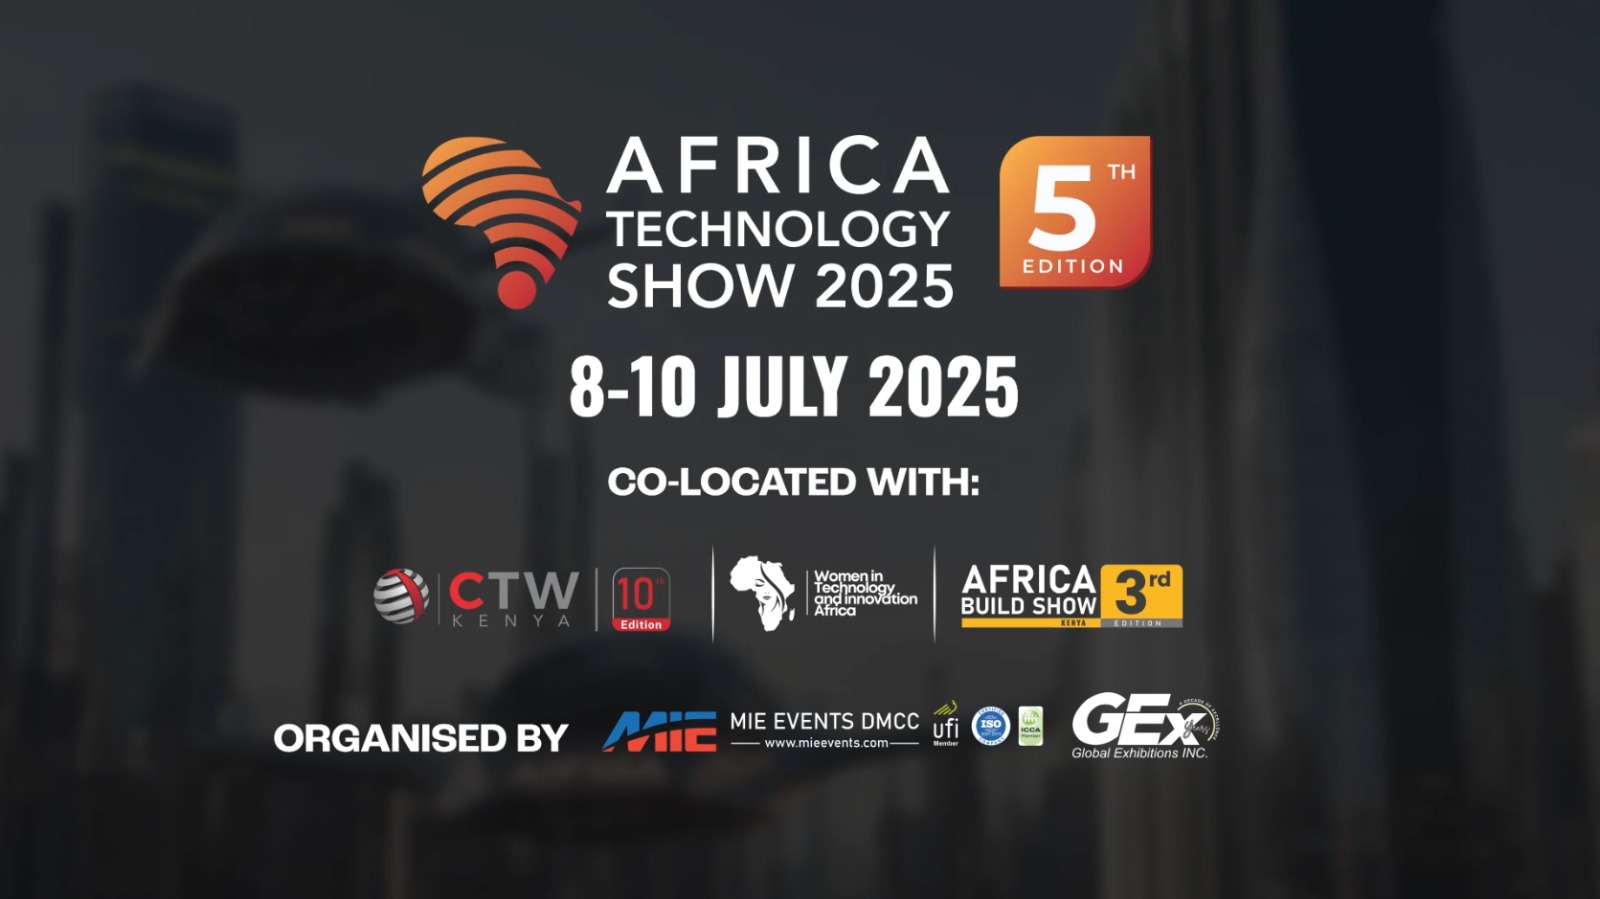 AFRICA
TECHNOLOGY
SHOW 2025
5TH
EDITION
8-10 JULY 2025
CO-LOCATED WITH:
CTW
KENYA
10th
Edition
Women in
Technology
and innovation
Africa
AFRICA
BUILD SHOW
KENYA
3rd
EDITION
ORGANISED BY
MIE
MIE EVENTS DMCC
www.mieevents.com
ufi
Member
ISO
ICCA
Member
GEx
years
Global Exhibitions INC.